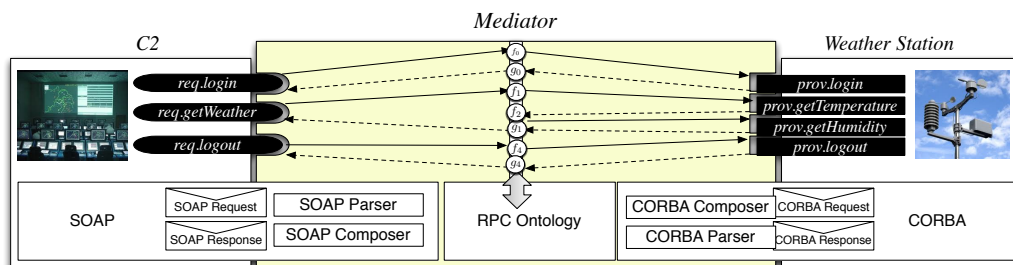 Mediator
C2
Weather Station
f₀
req.login
g₀
prov.login
f₁
req.getWeather
prov.getTemperature
f₂
g₁
prov.getHumidity
req.logout
f₄
prov.logout
g₄
SOAP
SOAP Request
SOAP Parser
SOAP Response
SOAP Composer
RPC Ontology
CORBA Composer
CORBA Request
CORBA Parser
CORBA Response
CORBA